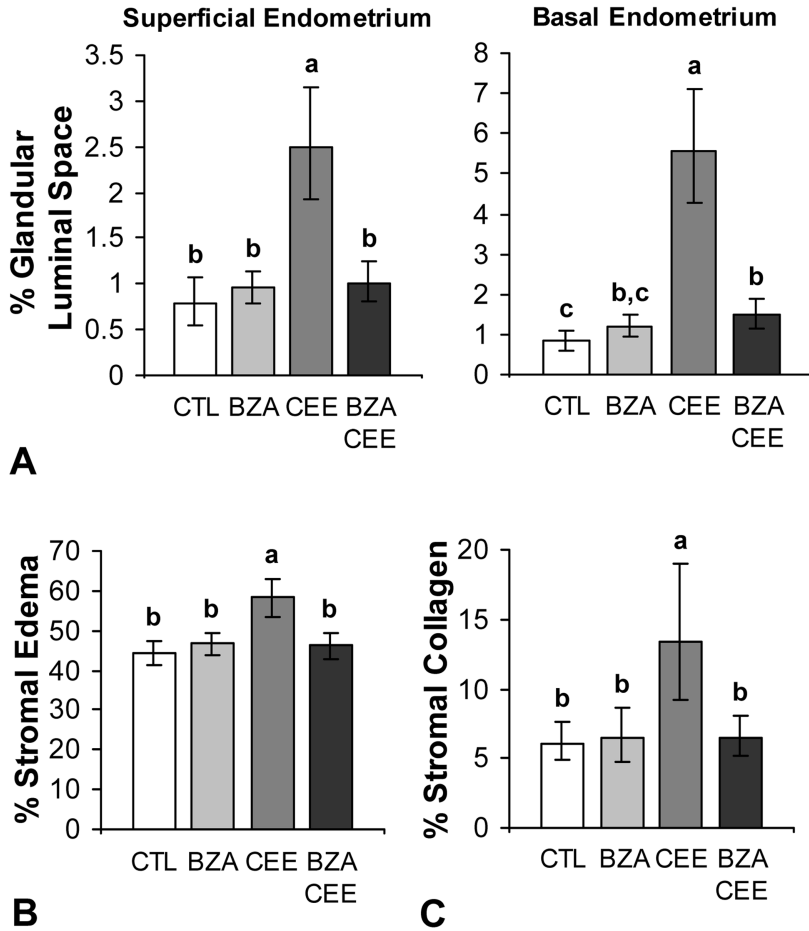 Superficial Endometrium
% Glandular
Luminal Space
3.5
3
2.5
2
1.5
1
0.5
0
b
b
a
b
CTL BZA CEE BZA
CEE
Basal Endometrium
8
7
6
5
4
3
2
1
0
c
b,c
a
b
CTL BZA CEE BZA
CEE
A
% Stromal Edema
70
60
50
40
30
20
10
0
b
b
a
b
CTL BZA CEE BZA
CEE
B
% Stromal Collagen
20
15
10
5
0
b
b
a
b
CTL BZA CEE BZA
CEE
C